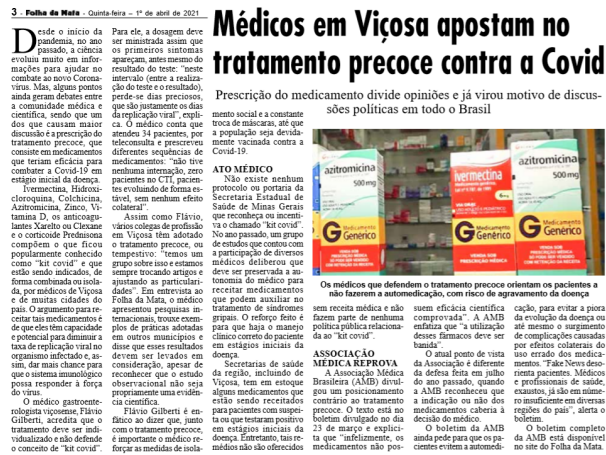 3 - Folha da Mata - Quinta-feira – 1º de abril de 2021
Médicos em Viçosa apostam no
tratamento precoce contra a Covid
Prescrição do medicamento divide opiniões e já virou motivo de discus-
sões políticas em todo o Brasil
Desde o início da
pandemia, no ano
passado, a ciência
evoluiu muito em infor-
mações para ajudar no
combate ao novo Corona-
vírus. Mas, alguns pontos
ainda geram debates entre
a comunidade médica e
científica, sendo que um
dos que causam maior
discussão é a prescrição do
tratamento precoce, que
consiste em medicamentos
que teriam eficácia para
combater a Covid-19 em
estágio inicial da doença.
Ivermectina, Hidroxi-
cloroquina, Colchicina,
Azitromicina, Zinco, Vi-
tamina D, os anticoagu-
lantes Xarelto ou Clexane
e o corticoide Prednisona
compõem o que ficou
popularmente conhecido
como "kit covid" e que
estão sendo indicados, de
forma combinada ou isola-
da, por médicos de Viçosa
e de muitas cidades do
país. O argumento para re-
ceitar tais medicamentos é
de que eles têm capacidade
e potencial para diminuir a
taxa de replicação viral no
organismo infectado e, as-
sim, dar mais chance para
que o sistema imunológico
possa responder à força
do vírus.
O médico gastroente-
rologista viçosense, Flávio
Gilberti, acredita que o
tratamento deve ser indi-
vidualizado e não defende
o conceito de "kit covid".
Para ele, a dosagem deve
ser ministrada assim que
os primeiros sintomas
apareçam, antes mesmo do
resultado do teste: "neste
intervalo (entre a realiza-
ção do teste e o resultado),
perde-se dias preciosos,
que são justamente os dias
da replicação viral", expli-
ca. O médico conta que
atendeu 34 pacientes, por
teleconsulta e prescreveu
diferentes sequências de
medicamentos: "não tive
nenhuma internação, zero
pacientes no CTI, pacien-
tes evoluindo de forma es-
tável, sem nenhum efeito
colateral".
Assim como Flávio,
vários colegas de profissão
em Viçosa têm adotado
o tratamento precoce, ou
tempestivo: "temos um
grupo sobre isso e estamos
sempre trocando artigos e
ajustando as particulari-
dades". Em entrevista ao
Folha da Mata, o médico
apresentou pesquisas in-
ternacionais, trouxe exem-
plos de práticas adotadas
em outros municípios e
disse que esses resultados
devem ser levados em
consideração, apesar de
reconhecer que o estudo
observacional não seja
propriamente uma evidên-
cia científica.
Flávio Gilberti é enfá-
tico ao dizer que, junto
com o tratamento precoce,
é importante o médico re-
forçar as medidas de isola-
mento social e a constante
troca de máscaras, até que
a população seja devida-
mente vacinada contra a
Covid-19.
ATO MÉDICO
Não existe nenhum
protocolo ou portaria da
Secretaria Estadual de
Saúde de Minas Gerais
que reconheça ou incenti-
va o chamado "kit covid".
No ano passado, um grupo
de estudos que contou com
a participação de diversos
médicos deliberou que
deve ser preservada a au-
tonomia do médico para
receitar medicamentos
que podem auxiliar no
tratamento de síndromes
gripais. O reforço feito é
para que haja o manejo
clínico correto do paciente
em estágios iniciais da
doença.
Secretarias de saúde
da região, incluindo de
Viçosa, tem em estoque
alguns medicamentos que
estão sendo receitados
para pacientes com suspei-
ta ou que testaram positivo
em estágios iniciais da
doença. Entretanto, tais re-
médios não são oferecidos
azitromicina
500 mg
G
Medicamento
Genérico
ivermectina
Medicamento
Genérico
VENDA SOB
PRESCRIÇÃO MÉDICA
azitromicina
500 mg
G
Medicamento
Genérico
VENDA SOB
PRESCRIÇÃO MÉDICA
Os médicos que defendem o tratamento precoce orientam os pacientes a
não fazerem a automedicação, com risco de agravamento da doença
sem receita médica e não
fazem parte de nenhuma
política pública relaciona-
da ao "kit covid".
ASSOCIAÇÃO
MÉDICA REPROVA
A Associação Médica
Brasileira (AMB) divul-
gou um posicionamento
contrário ao tratamento
precoce. O texto está no
boletim divulgado no dia
23 de março e explicita
que "infelizmente, os me-
dicamentos não pos-
suem eficácia científica
comprovada". A AMB
enfatiza que "a utilização
desses fármacos deve ser
banida".
O atual ponto de vista
da Associação é diferente
da defesa feita em julho
do ano passado, quando
a AMB reconheceu que
a indicação ou não dos
medicamentos caberia à
decisão do médico.
O boletim da AMB
ainda pede para que os pa-
cientes evitem a automedi-
cação, para evitar a piora
da evolução da doença ou
até mesmo o surgimento
de complicações causadas
por efeitos colaterais do
uso errado dos medica-
mentos. "Fake News deso-
rienta pacientes. Médicos
e profissionais de saúde,
exaustos, já são em núme-
ro insuficiente em diversas
regiões do país", alerta o
boletim.
O boletim completo
da AMB está disponível
no site do Folha da Mata.